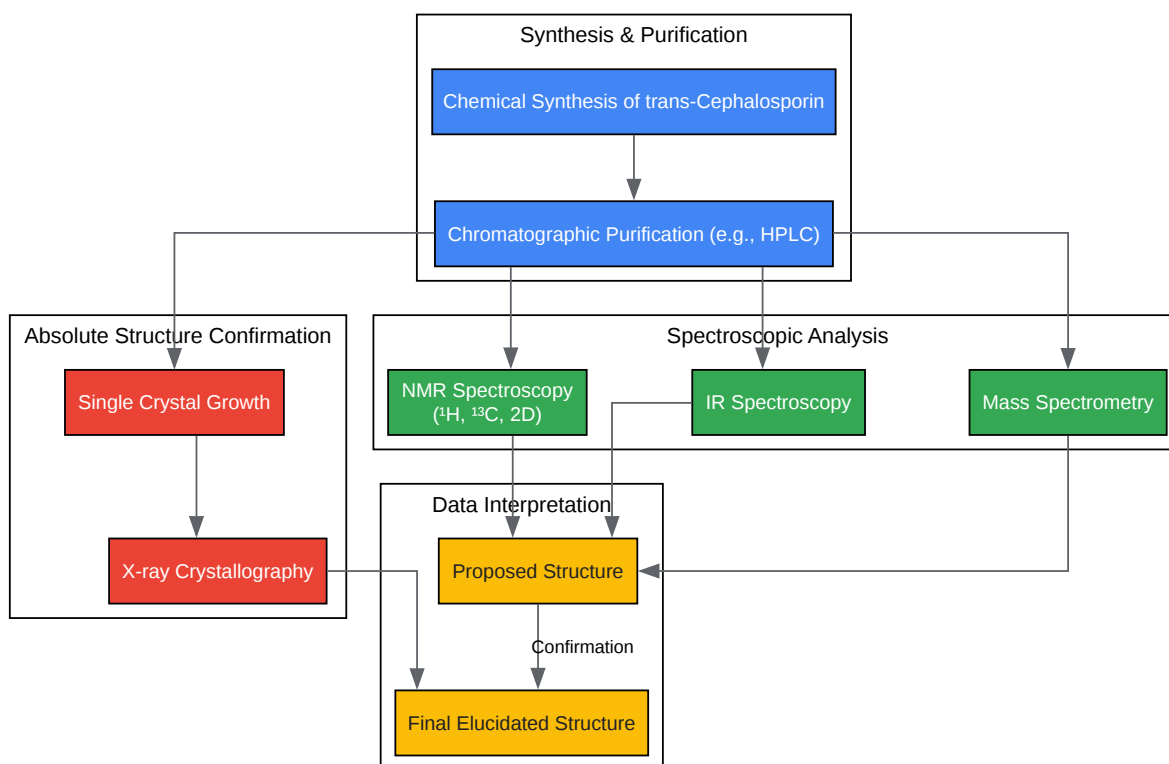 Synthesis & Purification
Chemical Synthesis of trans-Cephalosporin
Chromatographic Purification (e.g., HPLC)
Absolute Structure Confirmation
Spectroscopic Analysis
Single Crystal Growth
NMR Spectroscopy
(¹H, ¹³C, 2D)
IR Spectroscopy
Mass Spectrometry
Data Interpretation
X-ray Crystallography
Proposed Structure
Confirmation
Final Elucidated Structure